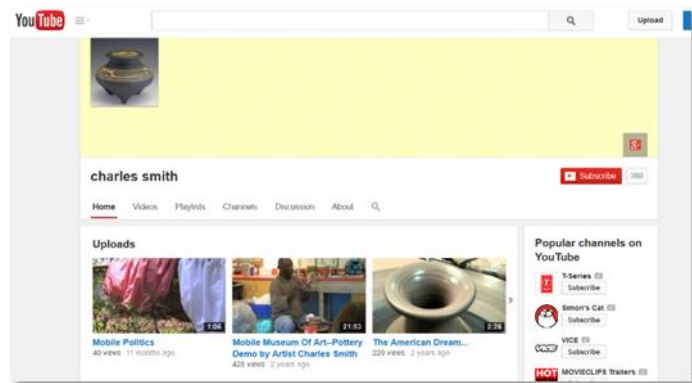 YouTube
Upload
charles smith
Subscribe
369
Home Videos Playlists Channels Discussion About
Uploads
1:06
Mobile Politics
40 views 11 months ago
21:53
Mobile Museum Of Art--Pottery
Demo by Artist Charles Smith
428 views 2 years ago
2:26
The American Dream...
229 views 2 years ago
Popular channels on
YouTube
T-Series
Subscribe
Simon's Cat
Subscribe
VICE
Subscribe
HOT
MOVIECLIPS Trailers